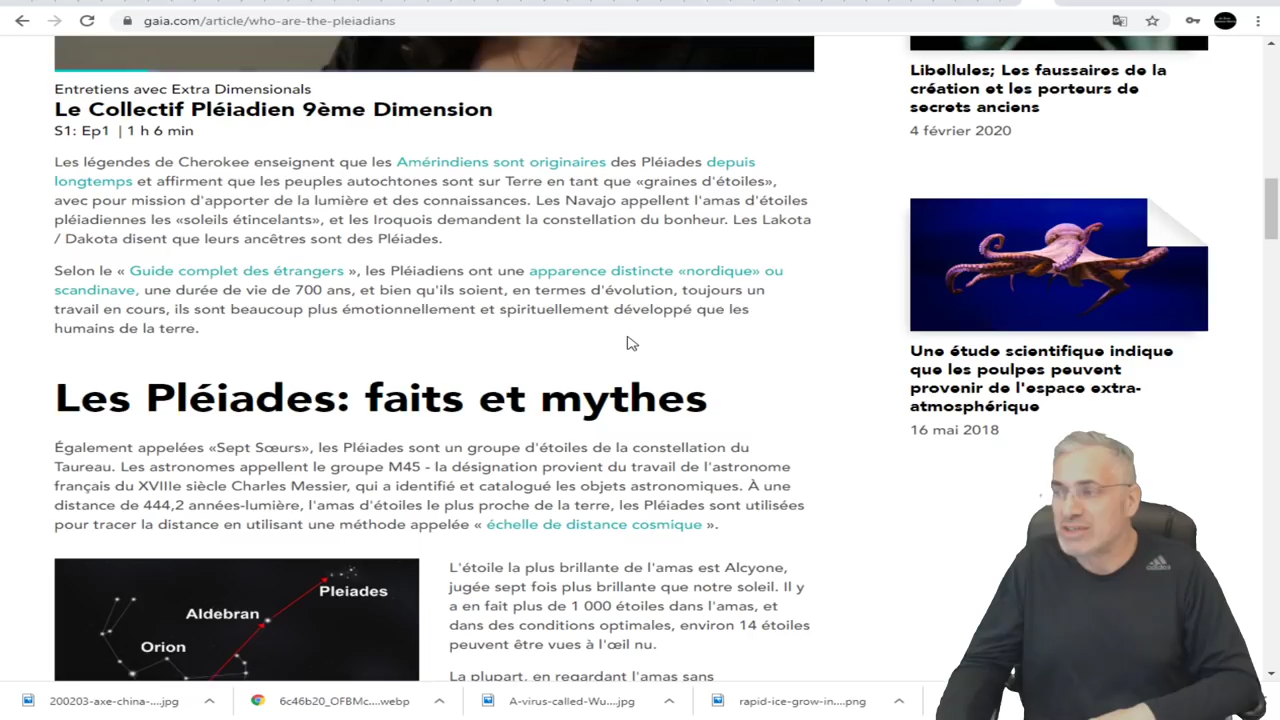 gaia.com/article/who-are-the-pleiadians
Entretiens avec Extra Dimensionals
Le Collectif Pléiadien 9ème Dimension
S1: Ep1 | 1 h 6 min
Les légendes de Cherokee enseignent que les Amérindiens sont originaires des Pléiades depuis
longtemps et affirment que les peuples autochtones sont sur Terre en tant que «graines d'étoiles»,
avec pour mission d'apporter de la lumière et des connaissances. Les Navajo appellent l'amas d'étoiles
pléiadiennes les «soleils étincelants», et les Iroquois demandent la constellation du bonheur. Les Lakota
/ Dakota disent que leurs ancêtres sont des Pléiades.
Selon le « Guide complet des étrangers », les Pléiadiens ont une apparence distincte «nordique» ou
scandinave, une durée de vie de 700 ans, et bien qu'ils soient, en termes d'évolution, toujours un
travail en cours, ils sont beaucoup plus émotionnellement et spirituellement développé que les
humains de la terre.
Les Pléiades: faits et mythes
Également appelées «Sept Sœurs», les Pléiades sont un groupe d'étoiles de la constellation du
Taureau. Les astronomes appellent le groupe M45 - la désignation provient du travail de l'astronome
français du XVIIIe siècle Charles Messier, qui a identifié et catalogué les objets astronomiques. À une
distance de 444,2 années-lumière, l'amas d'étoiles le plus proche de la terre, les Pléiades sont utilisées
pour tracer la distance en utilisant une méthode appelée « échelle de distance cosmique ».
Pleiades
Aldebran
Orion
L'étoile la plus brillante de l'amas est Alcyone,
jugée sept fois plus brillante que notre soleil. Il y
a en fait plus de 1 000 étoiles dans l'amas, et
dans des conditions optimales, environ 14 étoiles
peuvent être vues à l'œil nu.
La plupart, en regardant l'amas sans
Libellules; Les faussaires de la
création et les porteurs de
secrets anciens
4 février 2020
Une étude scientifique indique
que les poulpes peuvent
provenir de l'espace extra-
atmosphérique
16 mai 2018
200203-axe-china-....jpg
6c46b20_OFBMc....webp
A-virus-called-Wu....jpg
rapid-ice-grow-in....png